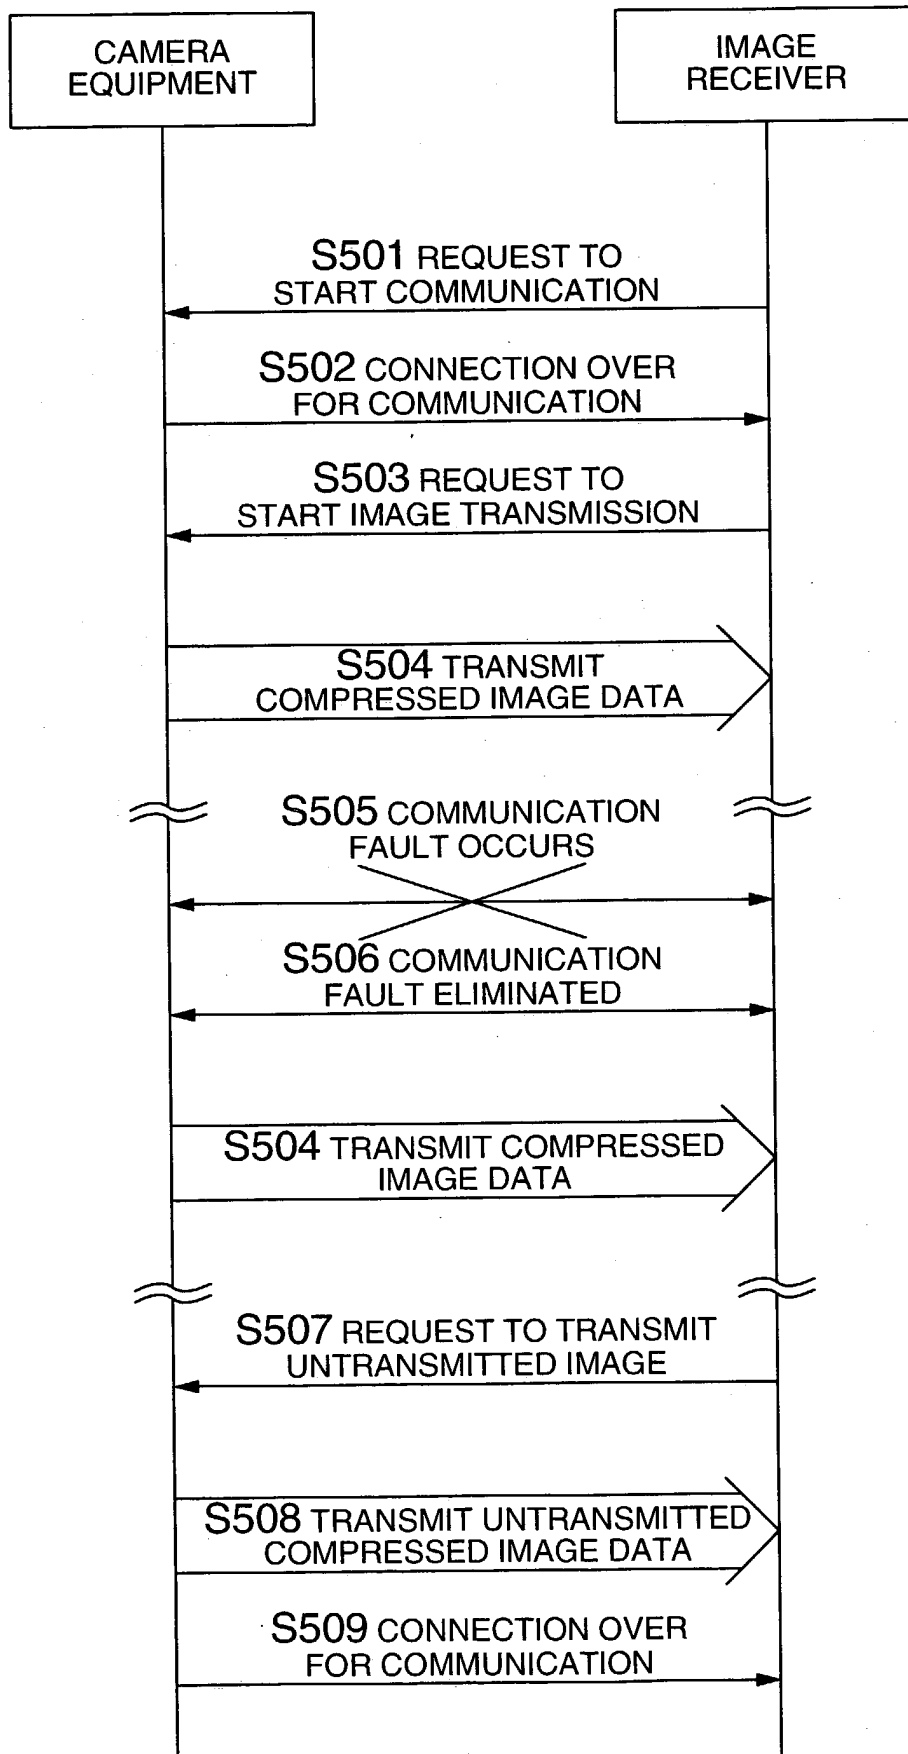 CAMERA
EQUIPMENT
IMAGE
RECEIVER
S501 REQUEST TO
START COMMUNICATION
S502 CONNECTION OVER
FOR COMMUNICATION
S503 REQUEST TO
START IMAGE TRANSMISSION
S504 TRANSMIT
COMPRESSED IMAGE DATA
S505 COMMUNICATION
FAULT OCCURS
S506 COMMUNICATION
FAULT ELIMINATED
S504 TRANSMIT COMPRESSED
IMAGE DATA
S507 REQUEST TO TRANSMIT
UNTRANSMITTED IMAGE
S508 TRANSMIT UNTRANSMITTED
COMPRESSED IMAGE DATA
S509 CONNECTION OVER
FOR COMMUNICATION